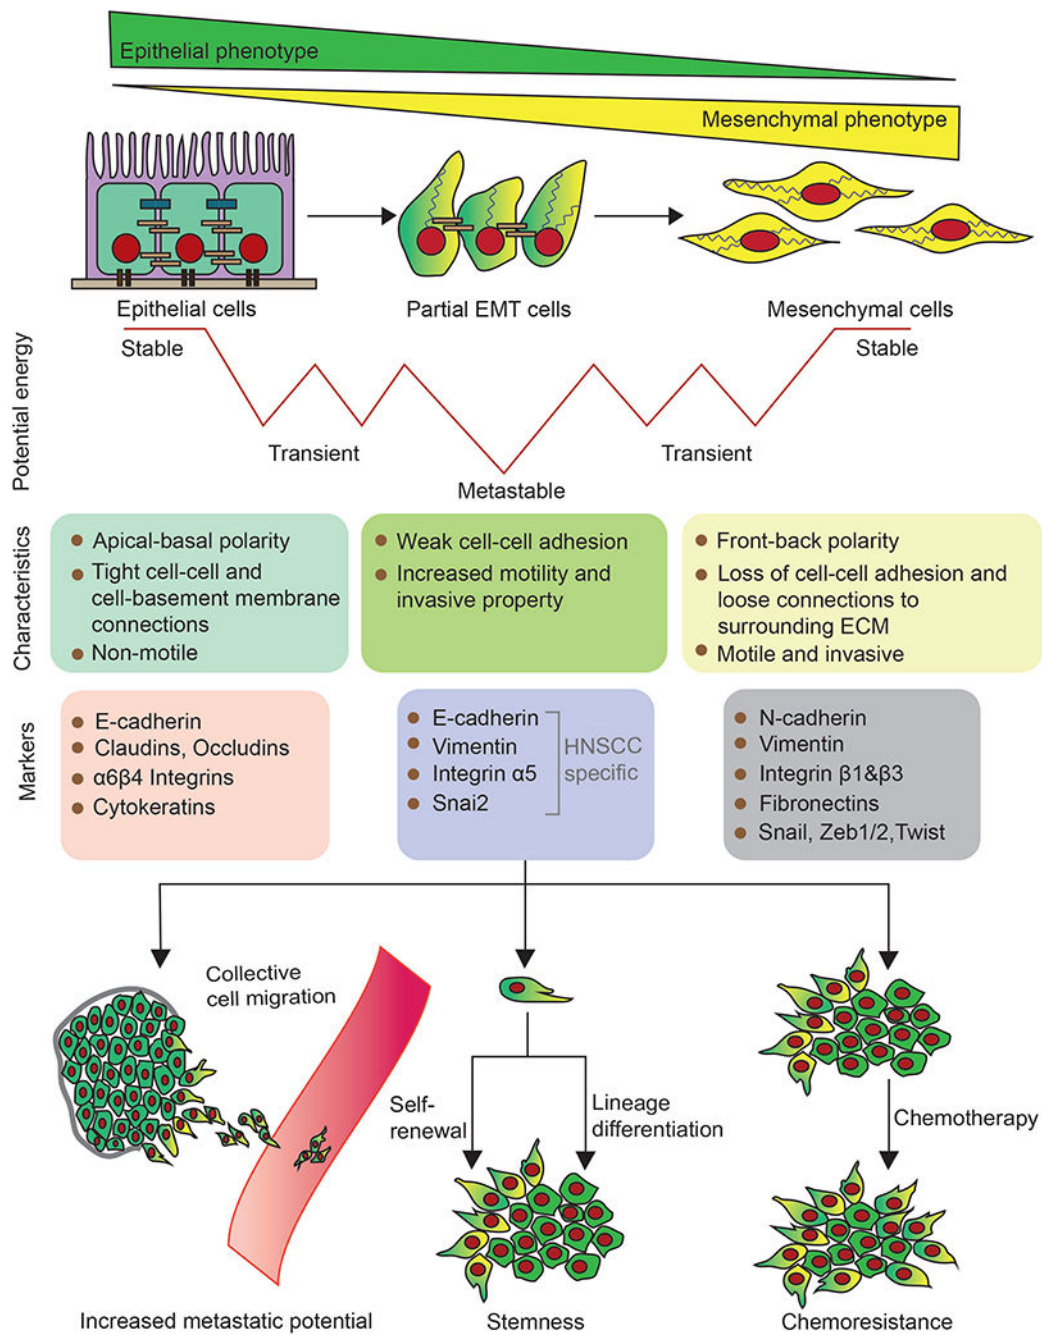 Epithelial phenotype
Mesenchymal phenotype
Epithelial cells
Partial EMT cells
Mesenchymal cells
Potential energy
Stable
Stable
Transient
Transient
Metastable
Characteristics
Apical-basal polarity
Tight cell-cell and
cell-basement membrane
connections
Non-motile
Weak cell-cell adhesion
Increased motility and
invasive property
Front-back polarity
Loss of cell-cell adhesion and
loose connections to
surrounding ECM
Motile and invasive
Markers
E-cadherin
Claudins, Occludins
α6β4 Integrins
Cytokeratins
E-cadherin
Vimentin
Integrin α5
Snai2
HNSCC
specific
N-cadherin
Vimentin
Integrin β1&β3
Fibronectins
Snail, Zeb1/2,Twist
Collective
cell migration
Increased metastatic potential
Self-
renewal
Lineage
differentiation
Stemness
Chemotherapy
Chemoresistance